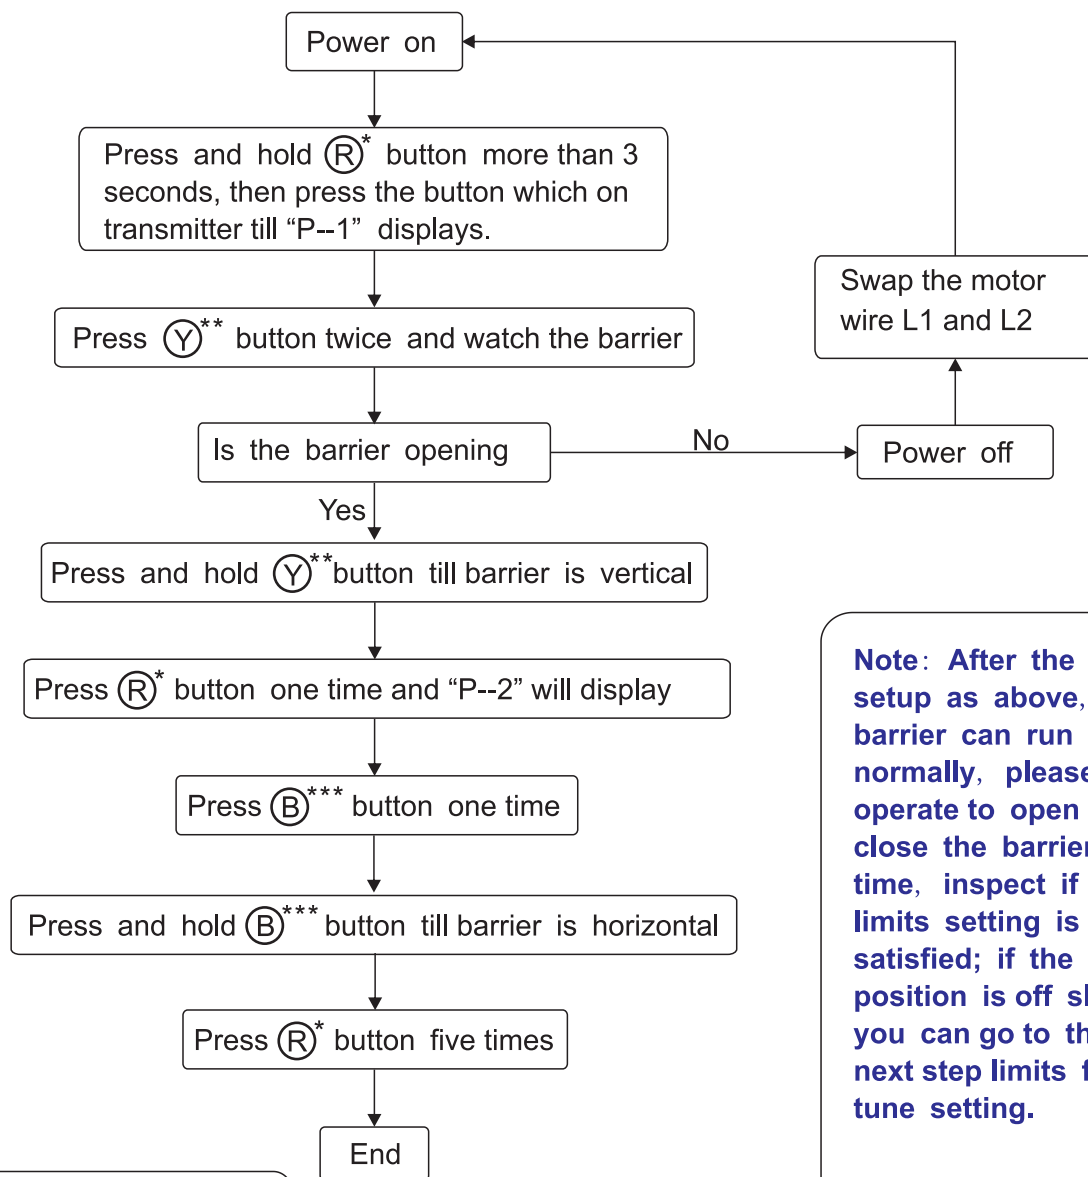 Power on
Press and hold Ⓡ* button more than 3
seconds, then press the button which on
transmitter till “P--1” displays.
Swap the motor
wire L1 and L2
Press Ⓨ** button twice and watch the barrier
Is the barrier opening
No
Power off
Yes
Press and hold Ⓨ** button till barrier is vertical
Press Ⓡ* button one time and “P--2” will display
Press Ⓑ*** button one time
Press and hold Ⓑ*** button till barrier is horizontal
Press Ⓡ* button five times
End
Note: After the
setup as above,
barrier can run
normally, please
operate to open
close the barrier
time, inspect if
limits setting is
satisfied; if the
position is off
you can go to
next step limits
tune setting.